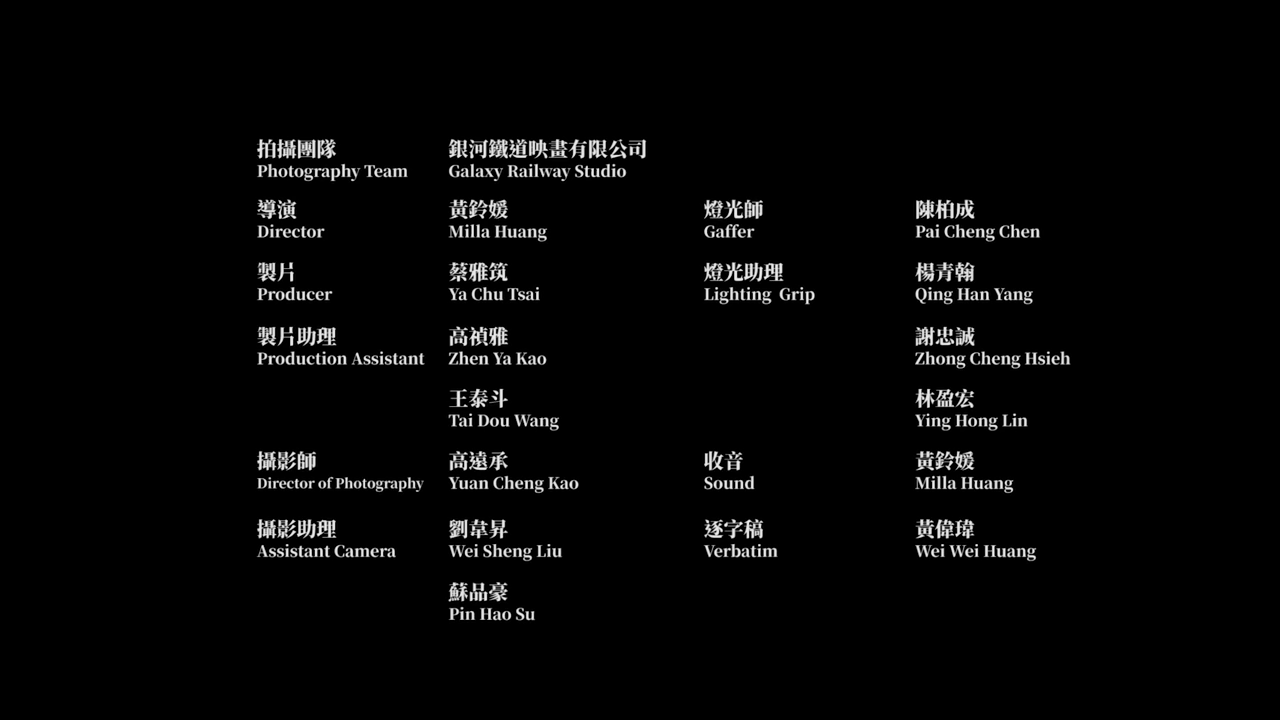 拍攝團隊
Photography Team
銀河鐵道映畫有限公司
Galaxy Railway Studio
導演
Director
黃鈴媛
Milla Huang
製片
Producer
蔡雅筑
Ya Chu Tsai
製片助理
Production Assistant
高禎雅
Zhen Ya Kao
王泰斗
Tai Dou Wang
攝影師
Director of Photography
高遠承
Yuan Cheng Kao
攝影助理
Assistant Camera
劉韋昇
Wei Sheng Liu
蘇品豪
Pin Hao Su
燈光師
Gaffer
陳柏成
Pai Cheng Chen
燈光助理
Lighting Grip
楊青翰
Qing Han Yang
謝忠誠
Zhong Cheng Hsieh
林盈宏
Ying Hong Lin
收音
Sound
黃鈴媛
Milla Huang
逐字稿
Verbatim
黃偉瑋
Wei Wei Huang